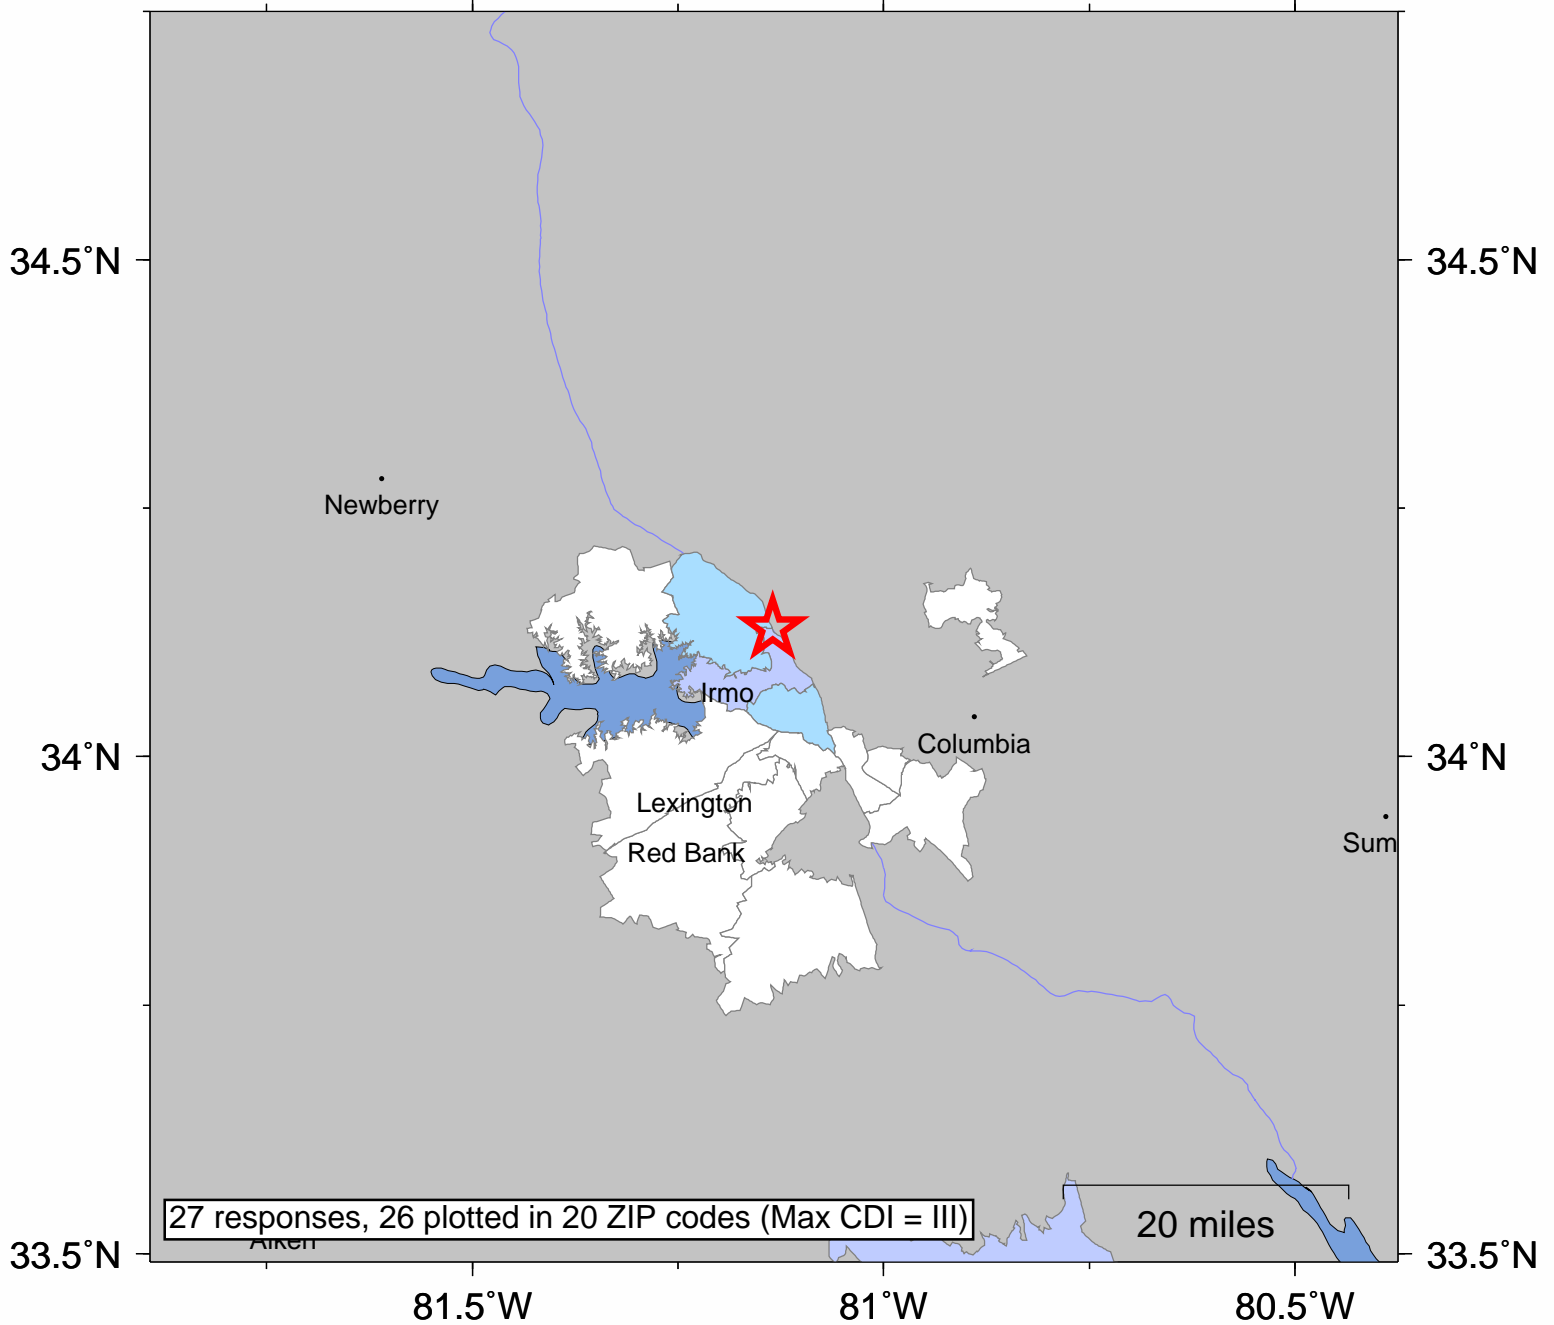 34.5˚N
34.5˚N
Newberry
Irmo
Columbia
34˚N
34˚N
Lexington
Sum
Red Bank
27 responses, 26 plotted in 20 ZIP codes (Max CDI = III)
20 miles
Aiken
33.5˚N
33.5˚N
81.5˚W
81˚W
80.5˚W